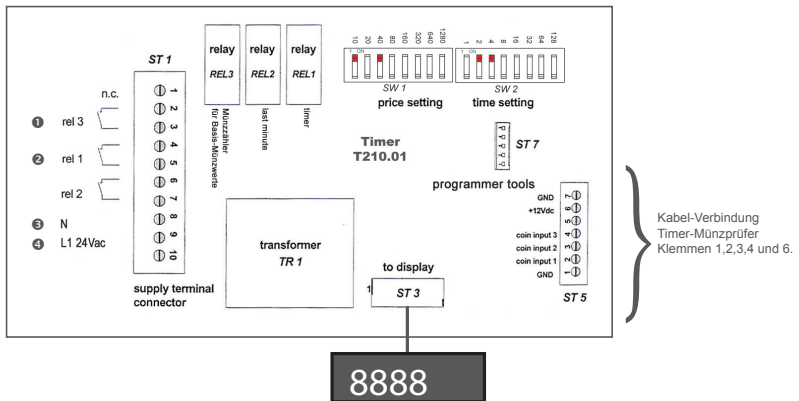 ST 1
n.c.
❶ rel 3
❷ rel 1
rel 2
❸ N
❹ L1 24Vac
1
2
3
4
5
6
7
8
9
10
supply terminal
connector
relay
REL3
Münzzähler
für Basis-Münzwerte
relay
REL2
last minute
relay
REL1
timer
10 20 40 80 160 320 640 1280
1 ON
SW 1
price setting
1 2 4 8 16 32 64 128
1 ON
SW 2
time setting
Timer
T210.01
ST 7
programmer tools
transformer
TR 1
to display
1
ST 3
GND 7
+12Vdc 6
5
coin input 3 4
coin input 2 3
coin input 1 2
GND 1
ST 5
Kabel-Verbindung
Timer-Münzprüfer
Klemmen 1,2,3,4 und 6.
8888